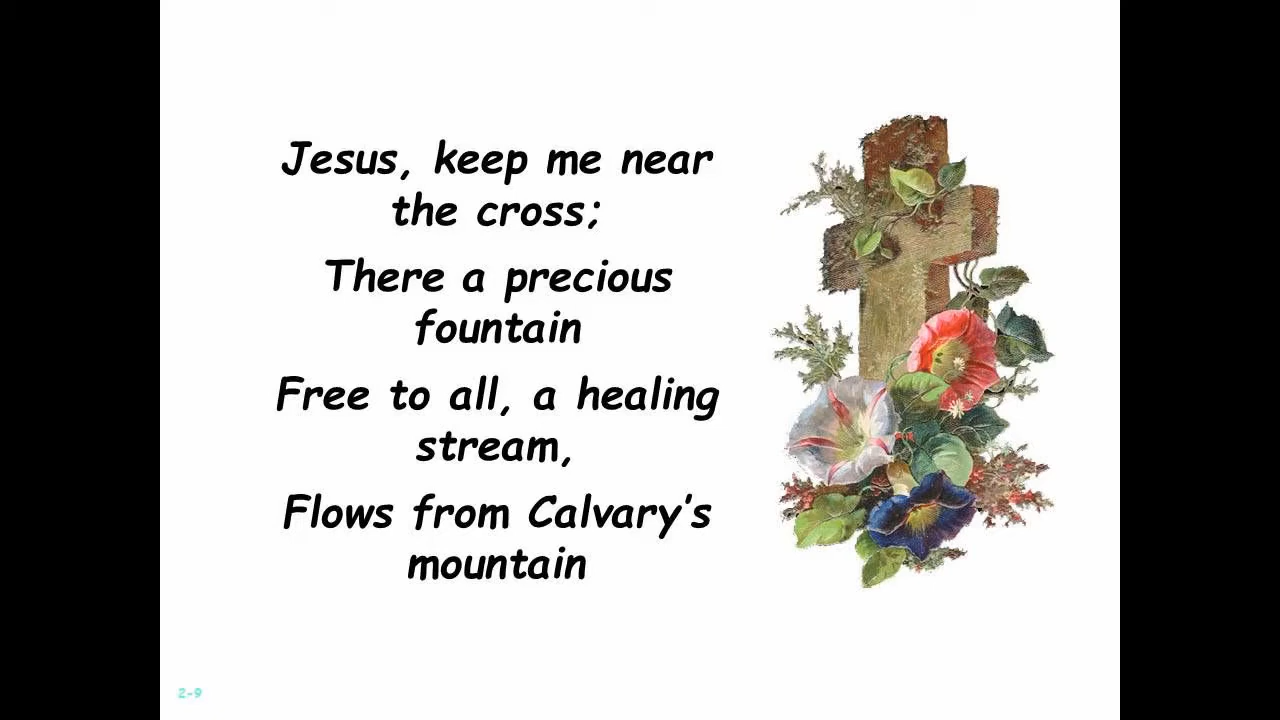 Jesus, keep me near
the cross;
There a precious
fountain
Free to all, a healing
stream,
Flows from Calvary’s
mountain
2-9